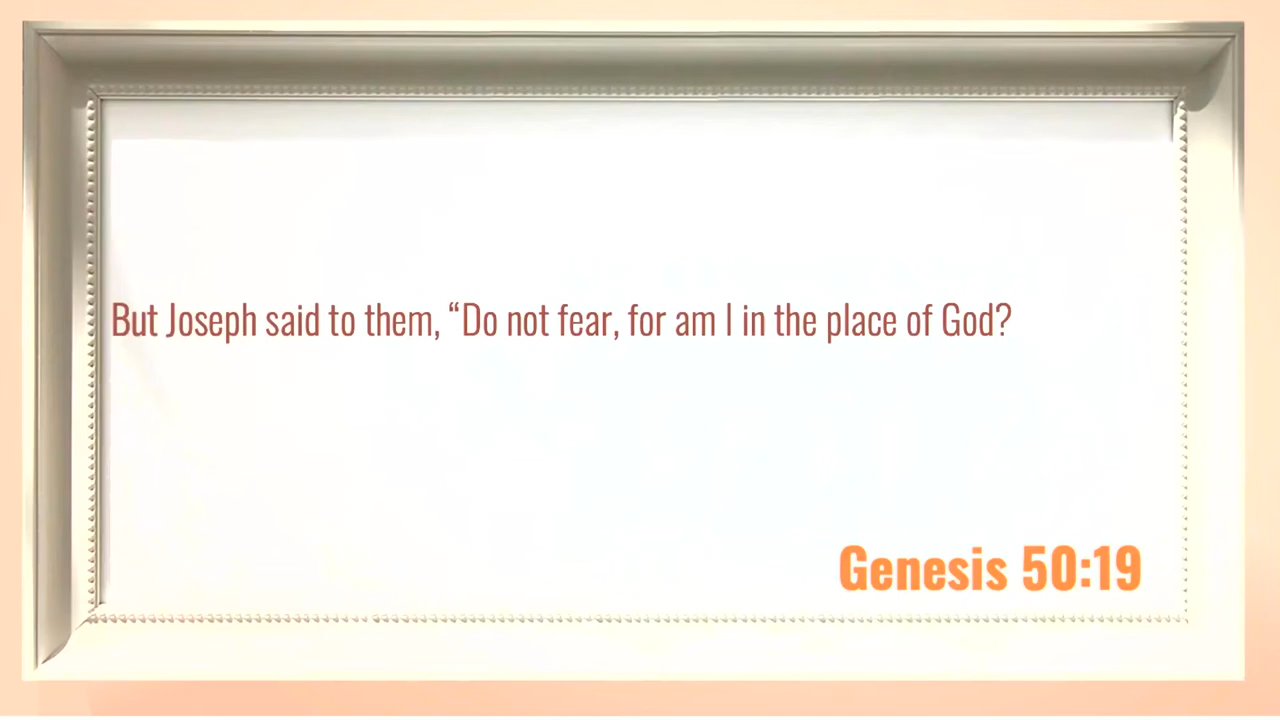 But Joseph said to them, “Do not fear, for am I in the place of God?
Genesis 50:19